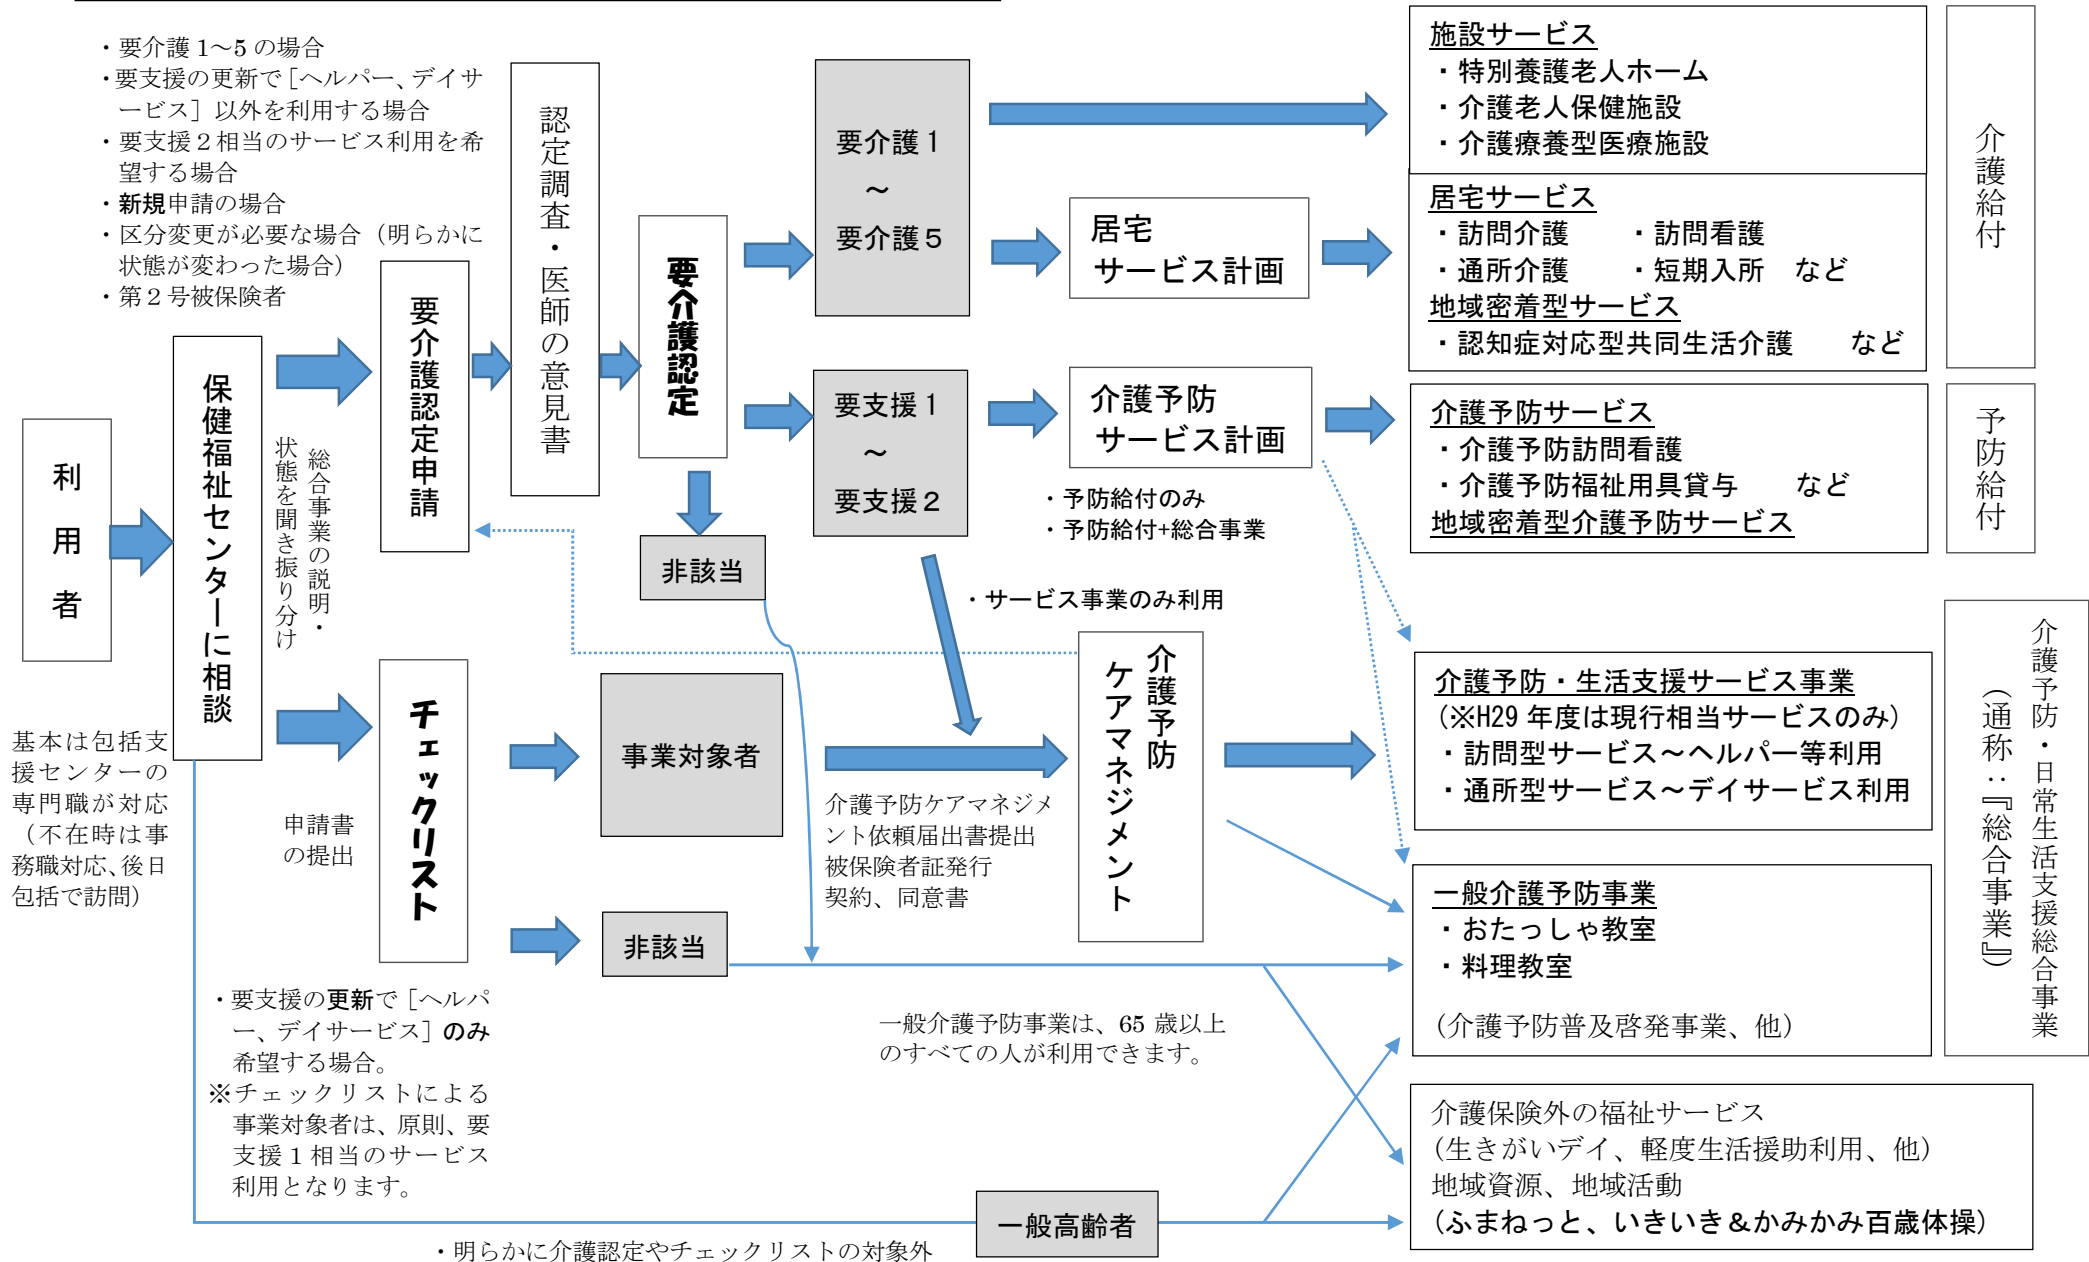 ・要介護 1～5 の場合
・要支援の更新で［ヘルパー、デイサ
ービス］以外を利用する場合
・要支援２相当のサービス利用を希
望する場合
・新規申請の場合
・区分変更が必要な場合（明らかに
状態が変わった場合）
・第２号被保険者
利用者
保健福祉センターに相談
基本は包括支
援センターの
専門職が対応
（不在時は事
務職対応、後日
包括で訪問）
総合事業の説明・
状態を聞き振り分け
要介護認定申請
認定調査・医師の意見書
要介護認定
要介護１
～
要介護５
要支援１
～
要支援２
非該当
居宅
サービス計画
介護予防
サービス計画
・予防給付のみ
・予防給付+総合事業
・サービス事業のみ利用
申請書
の提出
チェックリスト
事業対象者
非該当
介護予防ケアマネジメ
ント依頼届出書提出
被保険者証発行
契約、同意書
介護予防
ケアマネジメント
・要支援の更新で［ヘルパ
ー、デイサービス］のみ
希望する場合。
※チェックリストによる
事業対象者は、原則、要
支援１相当のサービス
利用となります。
一般介護予防事業は、65 歳以上
のすべての人が利用できます。
一般高齢者
・明らかに介護認定やチェックリストの対象外
施設サービス
・特別養護老人ホーム
・介護老人保健施設
・介護療養型医療施設
居宅サービス
・訪問介護　・訪問看護
・通所介護　・短期入所　など
地域密着型サービス
・認知症対応型共同生活介護　など
介護給付
介護予防サービス
・介護予防訪問看護
・介護予防福祉用具貸与　など
地域密着型介護予防サービス
予防給付
介護予防・生活支援サービス事業
（※H29 年度は現行相当サービスのみ）
・訪問型サービス～ヘルパー等利用
・通所型サービス～デイサービス利用
一般介護予防事業
・おたっしゃ教室
・料理教室
（介護予防普及啓発事業、他）
介護予防・日常生活支援総合事業
（通称：『総合事業』）
介護保険外の福祉サービス
（生きがいデイ、軽度生活援助利用、他）
地域資源、地域活動
（ふまねっと、いきいき＆かみかみ百歳体操）